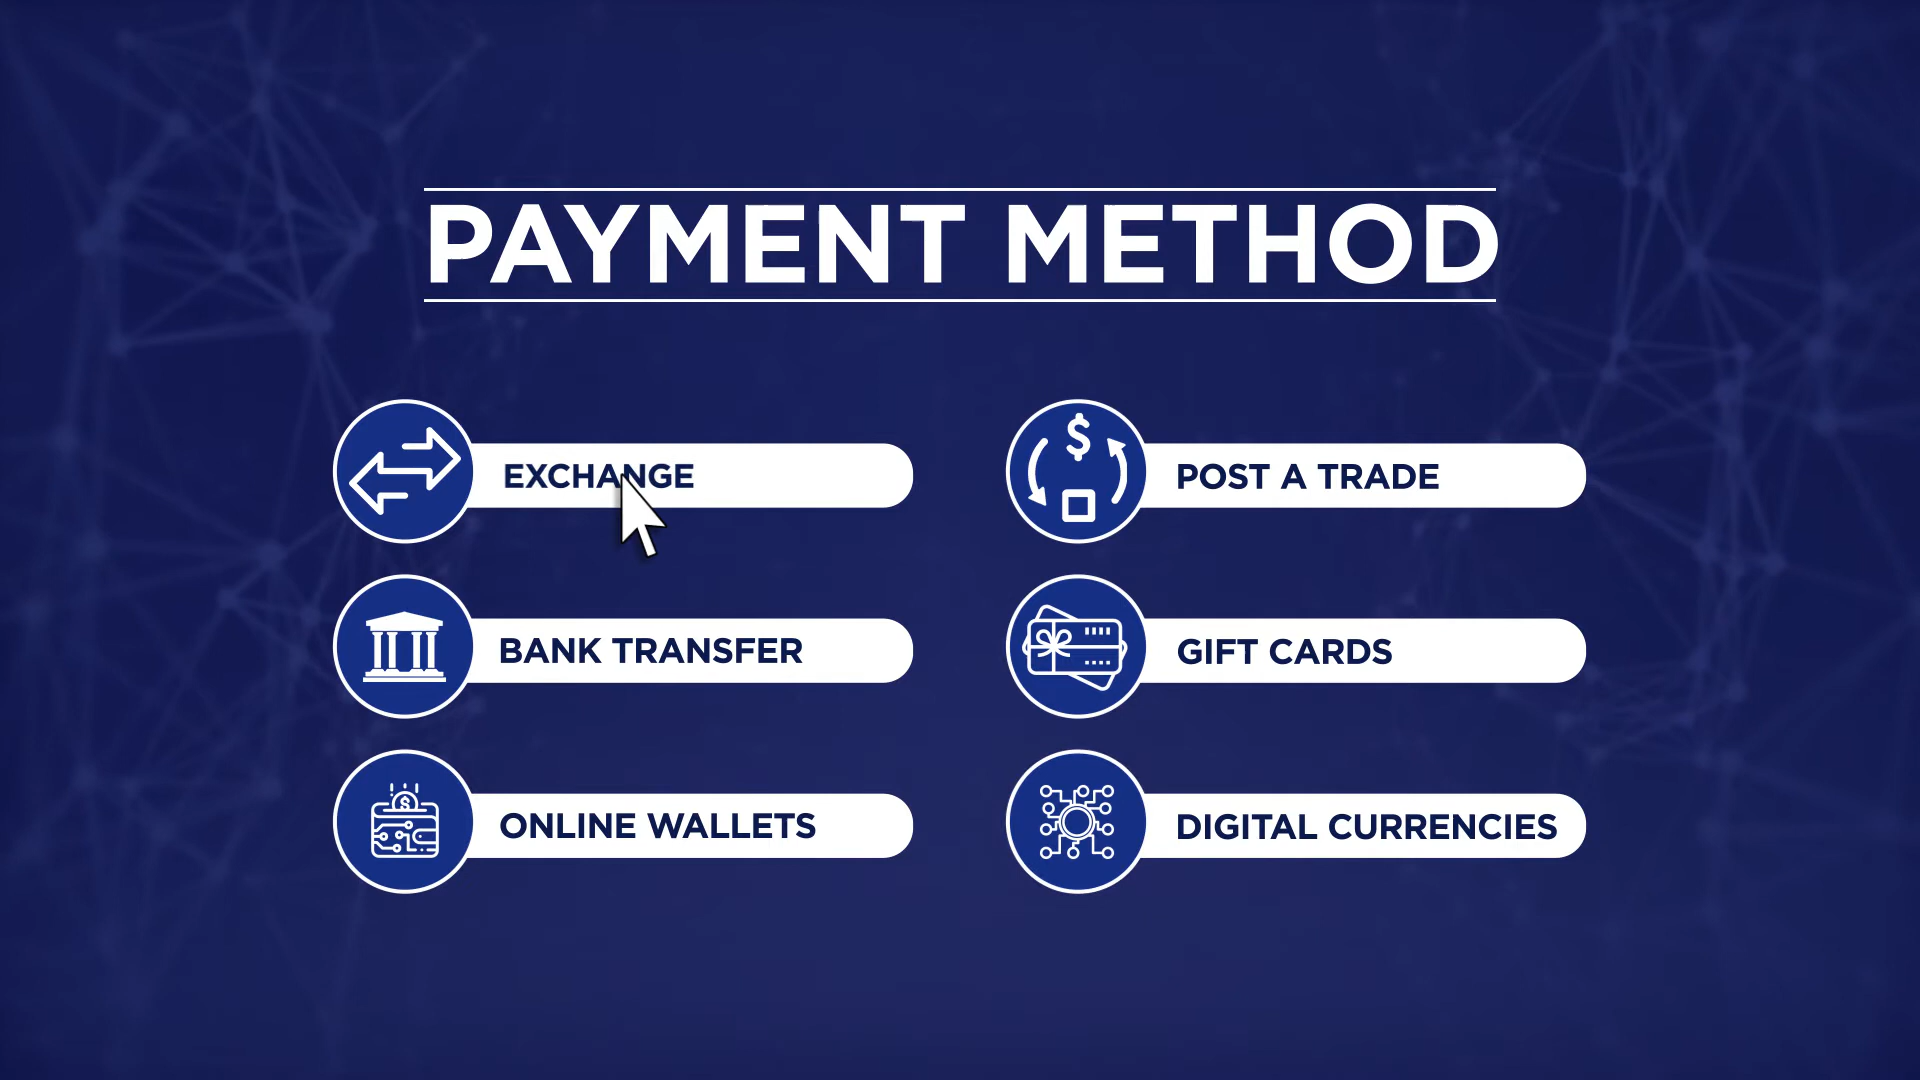 PAYMENT METHOD
EXCHANGE
POST A TRADE
BANK TRANSFER
GIFT CARDS
ONLINE WALLETS
DIGITAL CURRENCIES